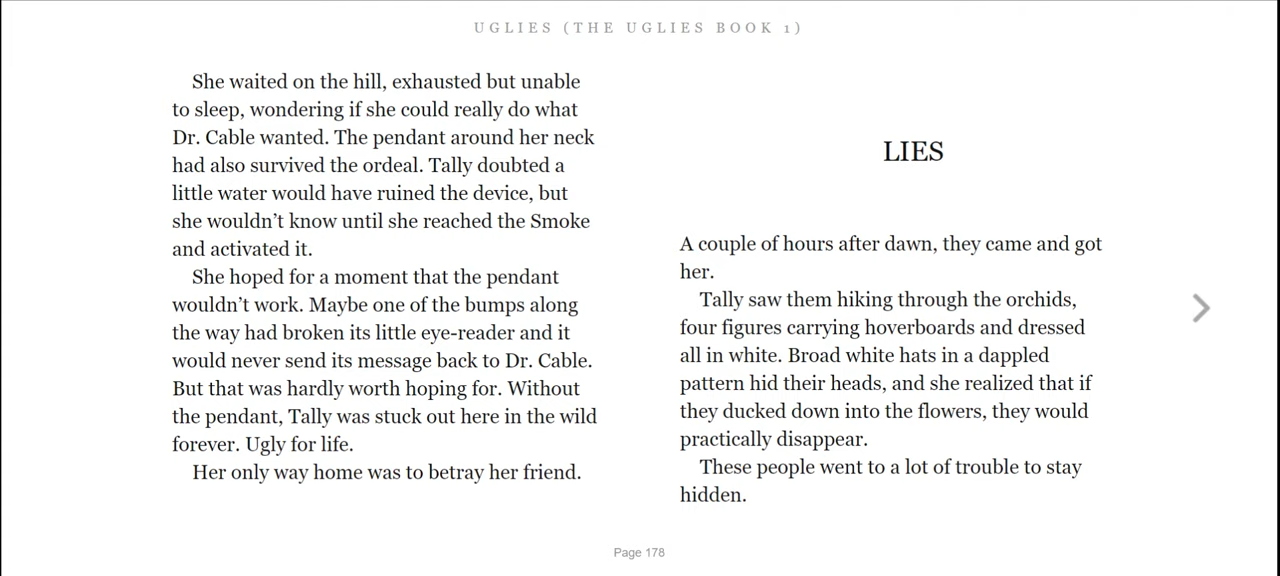 UGLIES (THE UGLIES BOOK 1)
She waited on the hill, exhausted but unable
to sleep, wondering if she could really do what
Dr. Cable wanted. The pendant around her neck
had also survived the ordeal. Tally doubted a
little water would have ruined the device, but
she wouldn’t know until she reached the Smoke
and activated it.
She hoped for a moment that the pendant
wouldn’t work. Maybe one of the bumps along
the way had broken its little eye-reader and it
would never send its message back to Dr. Cable.
But that was hardly worth hoping for. Without
the pendant, Tally was stuck out here in the wild
forever. Ugly for life.
Her only way home was to betray her friend.
LIES
A couple of hours after dawn, they came and got
her.
Tally saw them hiking through the orchids,
four figures carrying hoverboards and dressed
all in white. Broad white hats in a dappled
pattern hid their heads, and she realized that if
they ducked down into the flowers, they would
practically disappear.
These people went to a lot of trouble to stay
hidden.
Page 178